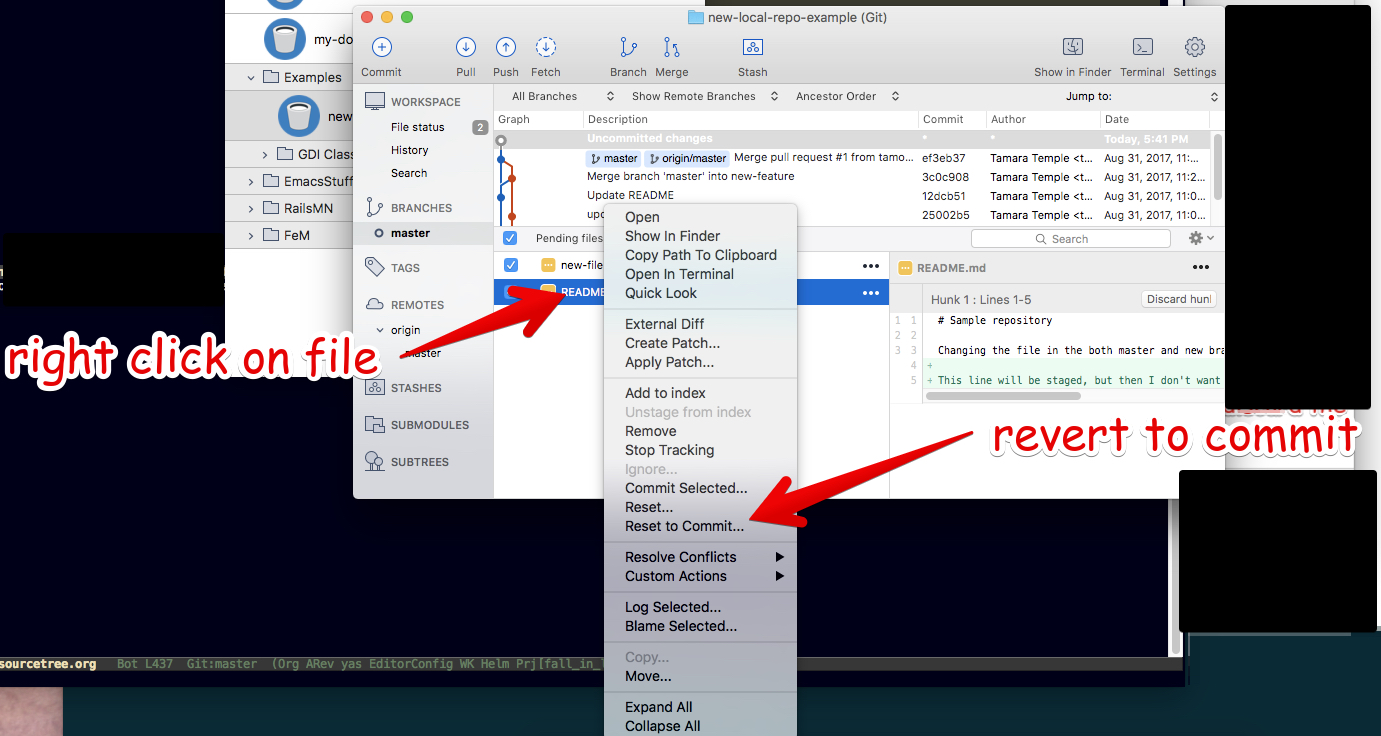 new-local-repo-example (Git)
my-do
Commit
Pull
Push
Fetch
Branch
Merge
Stash
Show in Finder
Terminal
Settings
Examples
new
GDI Clas
EmacsStuff
RailsMN
FeM
WORKSPACE
File status 2
History
Search
BRANCHES
master
TAGS
REMOTES
origin
master
STASHES
SUBMODULES
SUBTREES
All Branches
Show Remote Branches
Ancestor Order
Jump to:
Graph Description Commit Author Date
Uncommitted changes * * Today, 5:41 PM
master origin/master Merge pull request #1 from tamo... ef3eb37 Tamara Temple <t... Aug 31, 2017, 11:...
Merge branch 'master' into new-feature 3c0c908 Tamara Temple <t... Aug 31, 2017, 11:2...
Update README 12dcb51 Tamara Temple <t... Aug 31, 2017, 11:0...
upd 25002b5 Tamara Temple <t... Aug 31, 2017, 11:0...
Pending files
Search
new-file
README
Open
Show In Finder
Copy Path To Clipboard
Open In Terminal
Quick Look
External Diff
Create Patch...
Apply Patch...
Add to index
Unstage from index
Remove
Stop Tracking
Ignore...
Commit Selected...
Reset...
Reset to Commit...
Resolve Conflicts
Custom Actions
Log Selected...
Blame Selected...
Copy...
Move...
Expand All
Collapse All
README.md
Hunk 1 : Lines 1-5
Discard hunk
1 1 # Sample repository
2 2
3 3 Changing the file in the both master and new bra
4 +
5 + This line will be staged, but then I don't want
right click on file
revert to commit
sourcetree.org Bot L437 Git:master (Org ARev yas EditorConfig WK Helm Prj[fall_in_